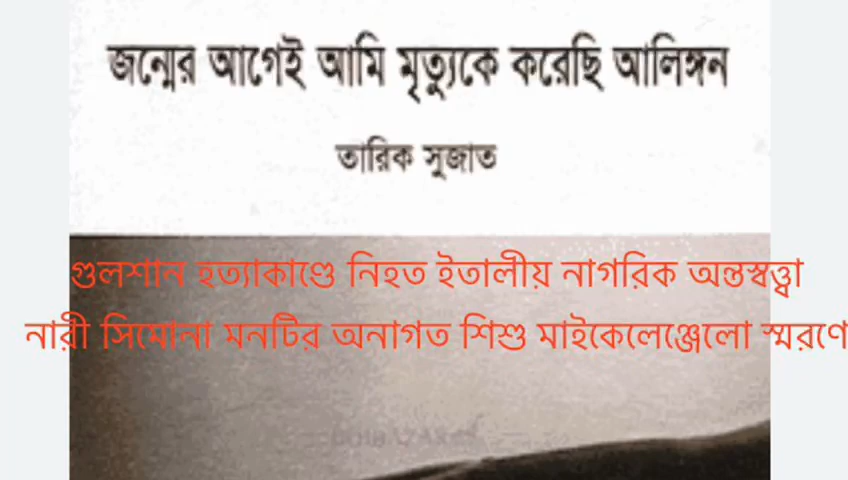 জন্মের আগেই আমি মৃত্যুকে করেছি আলিঙ্গন
তারিক সুজাত
গুলশান হত্যাকাণ্ডে নিহত ইতালীয় নাগরিক অন্তস্বত্ত্বা
নারী সিমোনা মনটির অনাগত শিশু মাইকেলেঞ্জেলো স্মরণে